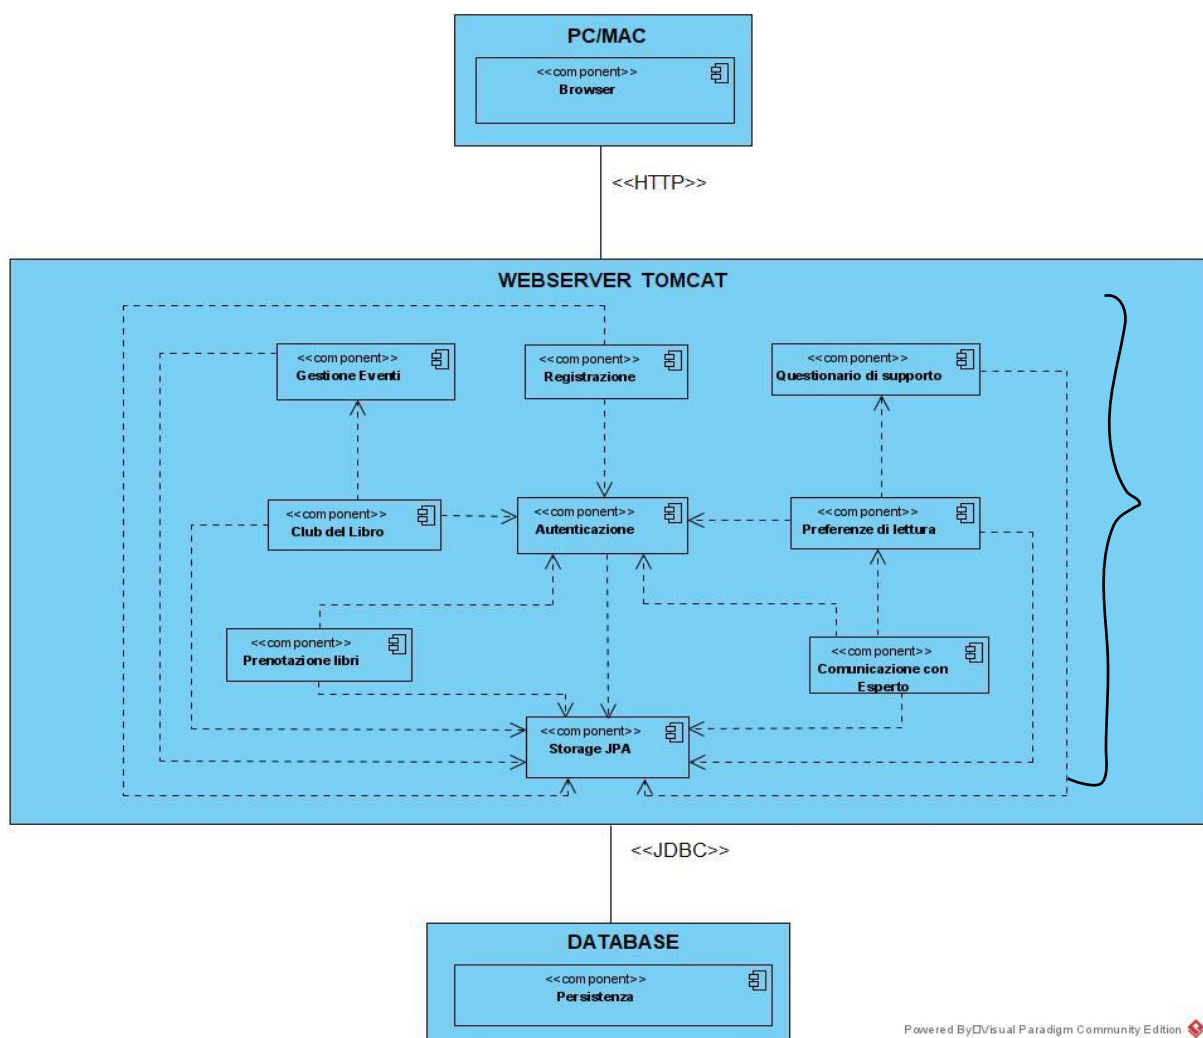 PC/MAC
<<component>>
Browser
<<HTTP>>
WEBSERVER TOMCAT
<<component>>
Gestione Eventi
<<component>>
Registrazione
<<component>>
Questionario di supporto
<<component>>
Club del Libro
<<component>>
Autenticazione
<<component>>
Preferenze di lettura
<<component>>
Prenotazione libri
<<component>>
Comunicazione con
Esperto
<<component>>
Storage JPA
<<JDBC>>
DATABASE
<<component>>
Persistenza
Powered By□Visual Paradigm Community Edition